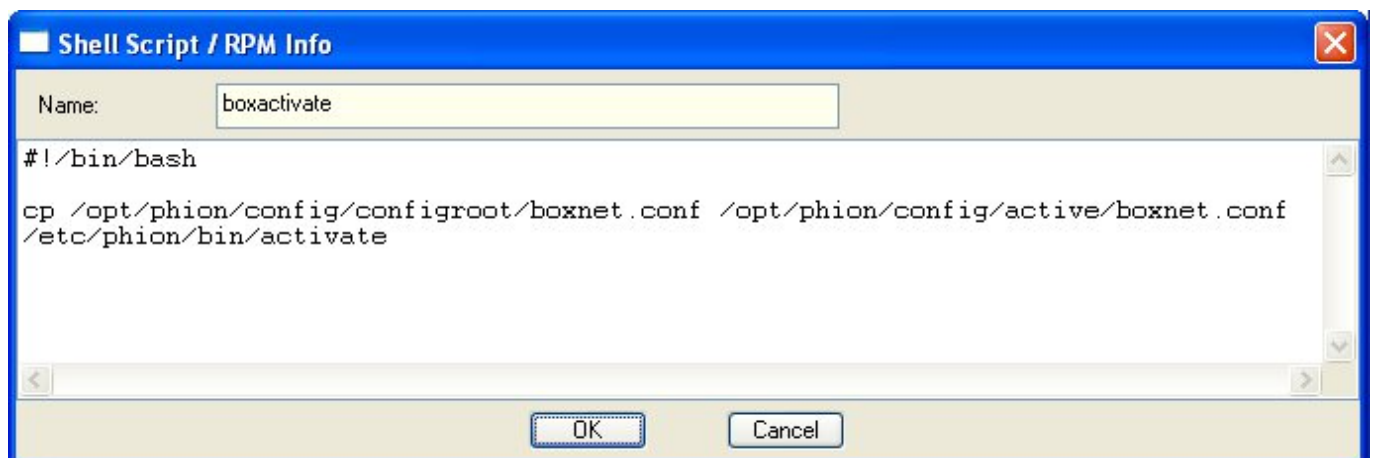 Shell Script / RPM Info
Name: boxactivate
#!/bin/bash
cp /opt/phion/config/configroot/boxnet.conf /opt/phion/config/active/boxnet.conf
/etc/phion/bin/activate
OK Cancel